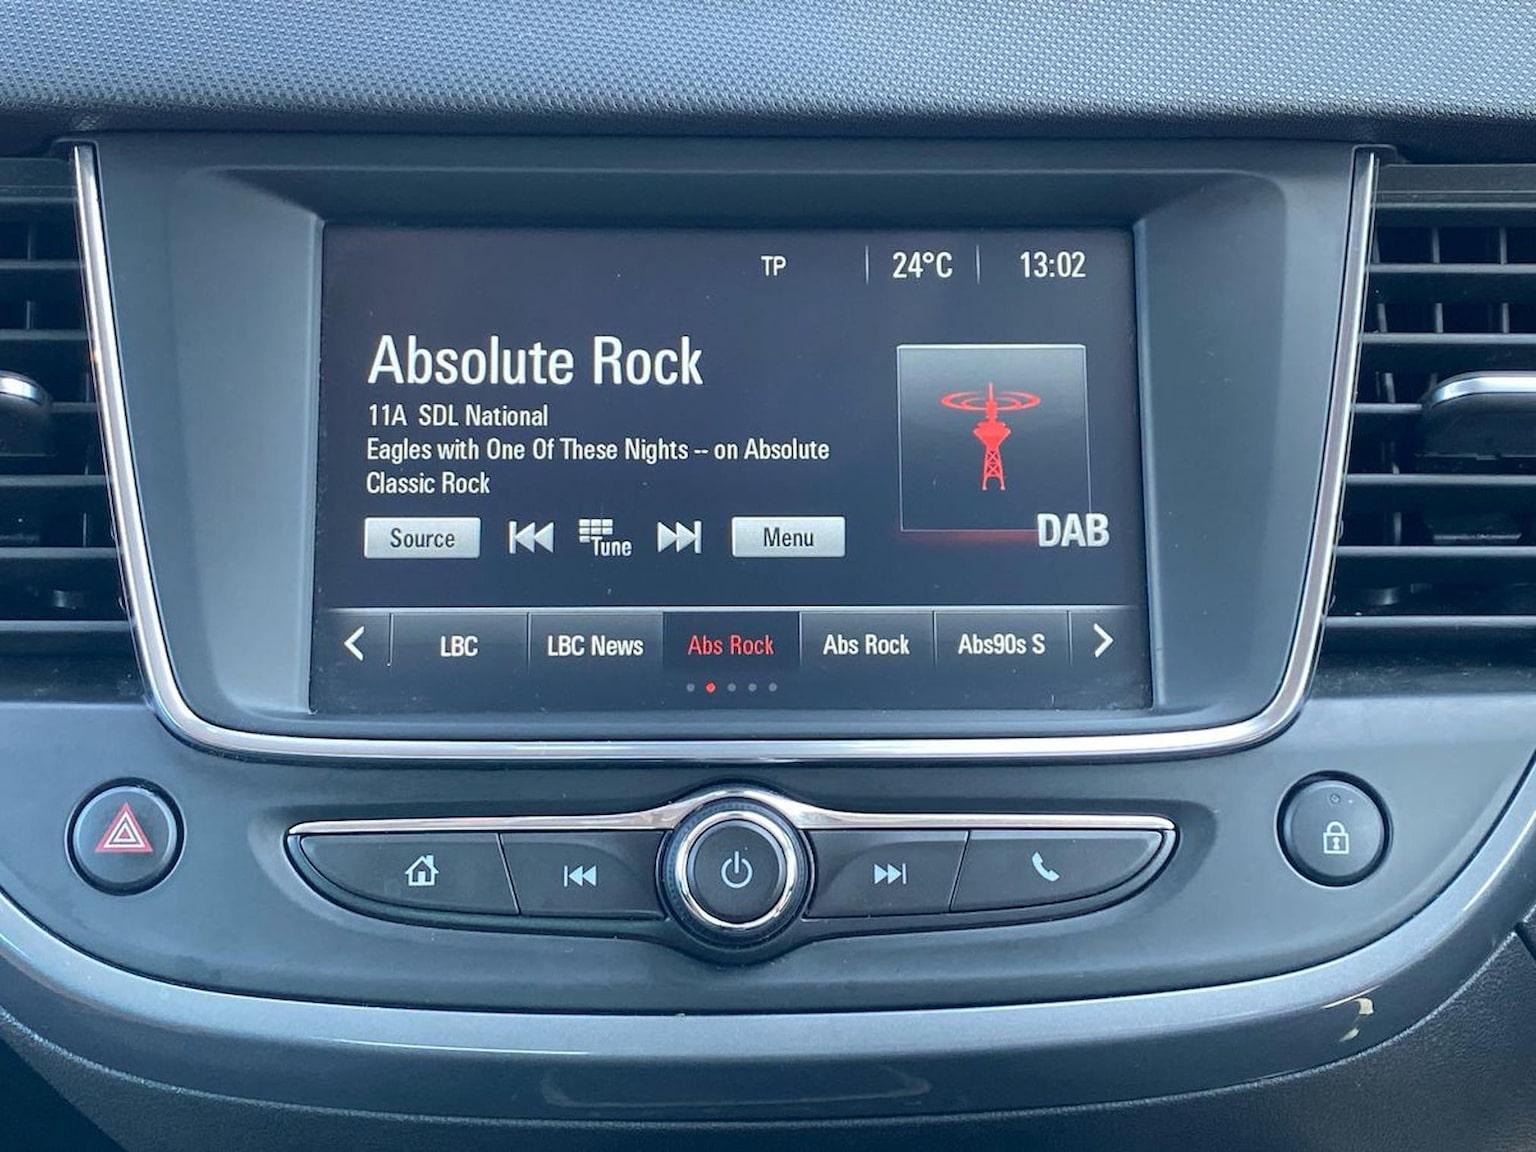 TP 24°C 13:02
Absolute Rock
11A SDL National
Eagles with One Of These Nights -- on Absolute
Classic Rock
Source Tune Menu
DAB
LBC LBC News Abs Rock Abs Rock Abs90s S